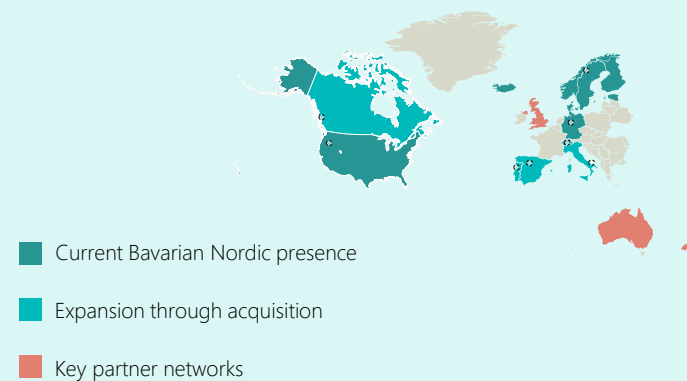 Current Bavarian Nordic presence
Expansion through acquisition
Key partner networks